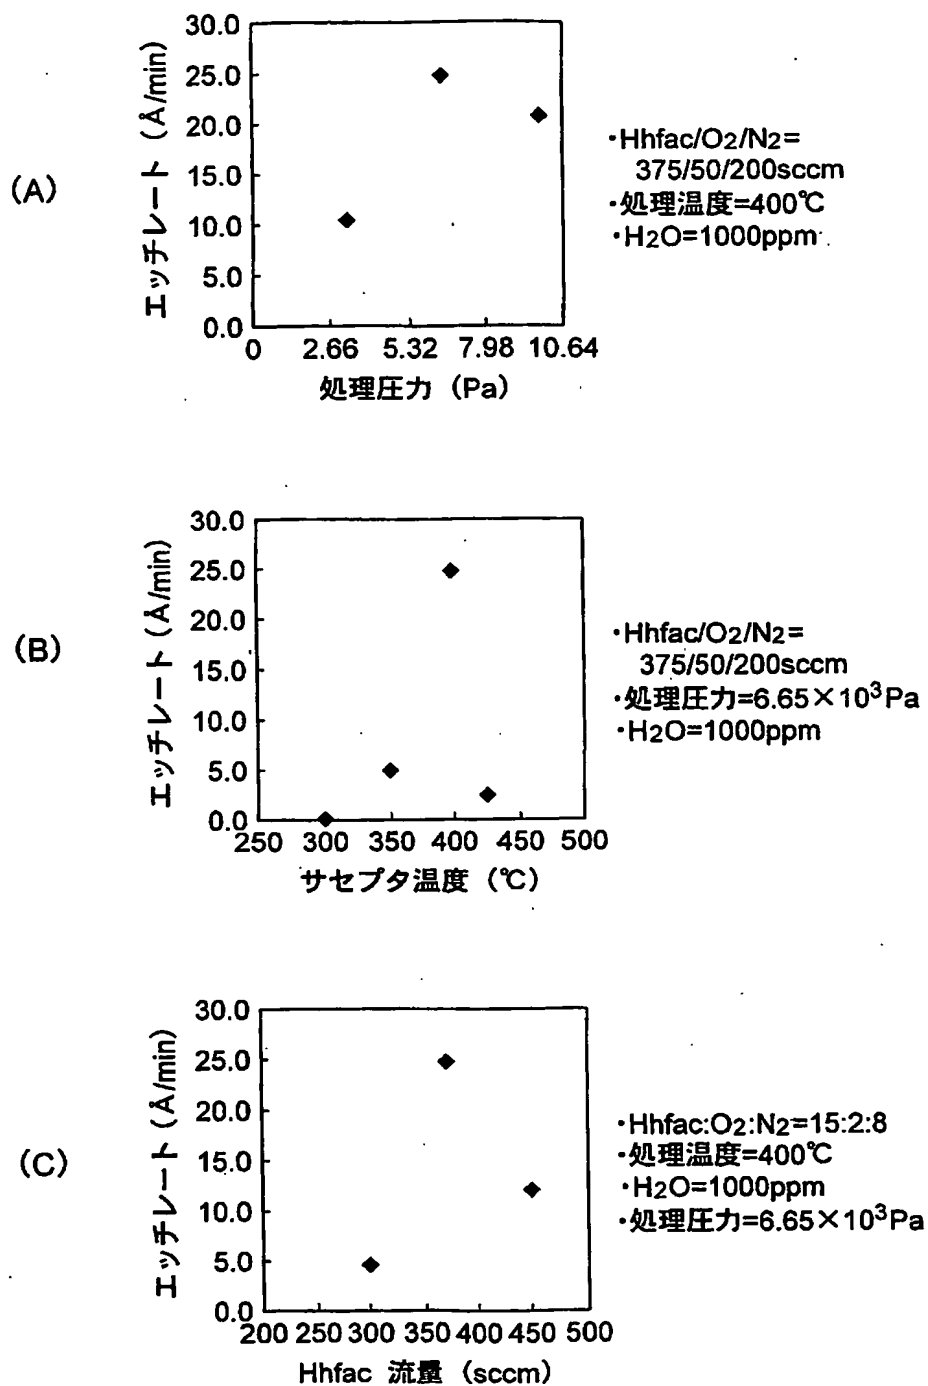 (A)
エッチレート (Å/min)
30.0
25.0
20.0
15.0
10.0
5.0
0.0
0 2.66 5.32 7.98 10.64
処理圧力 (Pa)
・Hhfac/O2/N2=
375/50/200sccm
・処理温度=400℃
・H2O=1000ppm
(B)
エッチレート (Å/min)
30.0
25.0
20.0
15.0
10.0
5.0
0.0
250 300 350 400 450 500
サセプタ温度 (℃)
・Hhfac/O2/N2=
375/50/200sccm
・処理圧力=6.65×10³Pa
・H2O=1000ppm
(C)
エッチレート (Å/min)
30.0
25.0
20.0
15.0
10.0
5.0
0.0
200 250 300 350 400 450 500
Hhfac 流量 (sccm)
・Hhfac:O2:N2=15:2:8
・処理温度=400℃
・H2O=1000ppm
・処理圧力=6.65×10³Pa